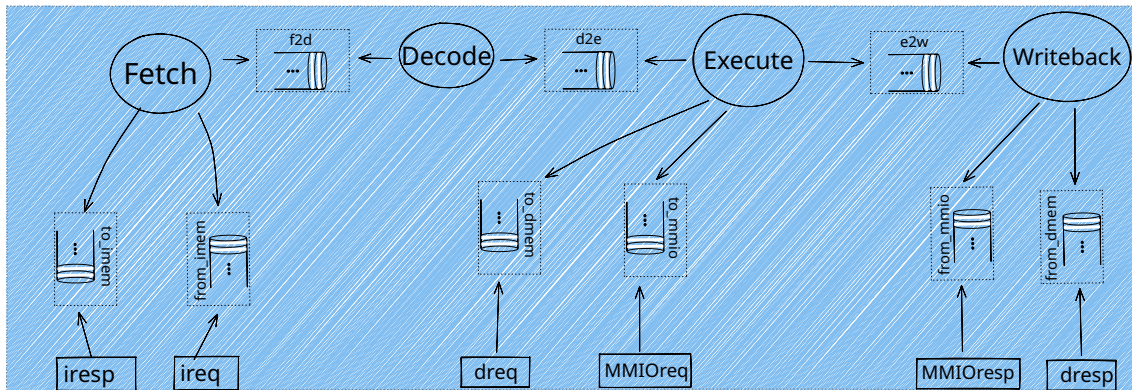 Fetch
f2d
Decode
d2e
Execute
e2w
Writeback
to_imem
from_imem
to_dmem
to_mmio
from_mmio
from_dmem
iresp
ireq
dreq
MMIOreq
MMIOresp
dresp